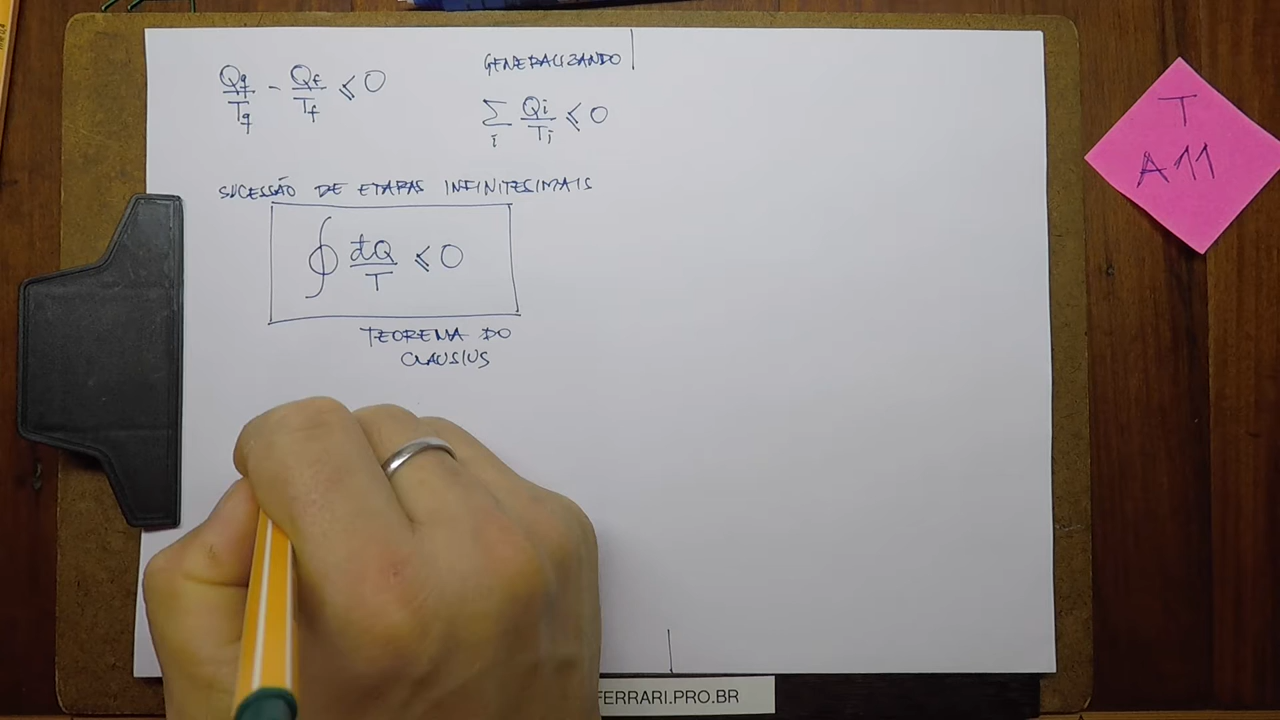 Qq/Tq - Qf/Tf ≤ 0
GENERALIZANDO
∑i Qi/Ti ≤ 0
SUCESSÃO DE ETAPAS INFINITESIMAIS
∮ đQ/T ≤ 0
TEOREMA DO
CLAUSIUS
T
A11
FERRARI.PRO.BR